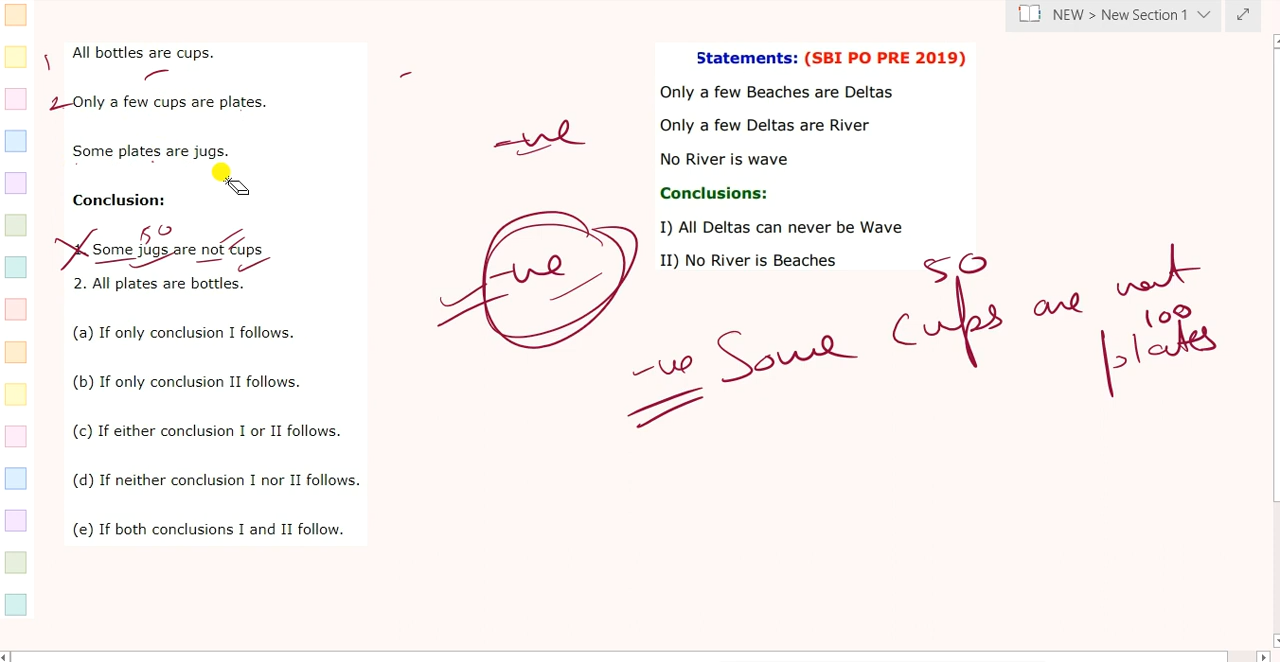 NEW > New Section 1
1 All bottles are cups.
2 Only a few cups are plates.
Some plates are jugs.
Conclusion:
50
1. Some jugs are not cups
2. All plates are bottles.
(a) If only conclusion I follows.
(b) If only conclusion II follows.
(c) If either conclusion I or II follows.
(d) If neither conclusion I nor II follows.
(e) If both conclusions I and II follow.
-ve
-ve
Statements: (SBI PO PRE 2019)
Only a few Beaches are Deltas
Only a few Deltas are River
No River is wave
Conclusions:
I) All Deltas can never be Wave
II) No River is Beaches
50
100
-ve Some cups are not plates